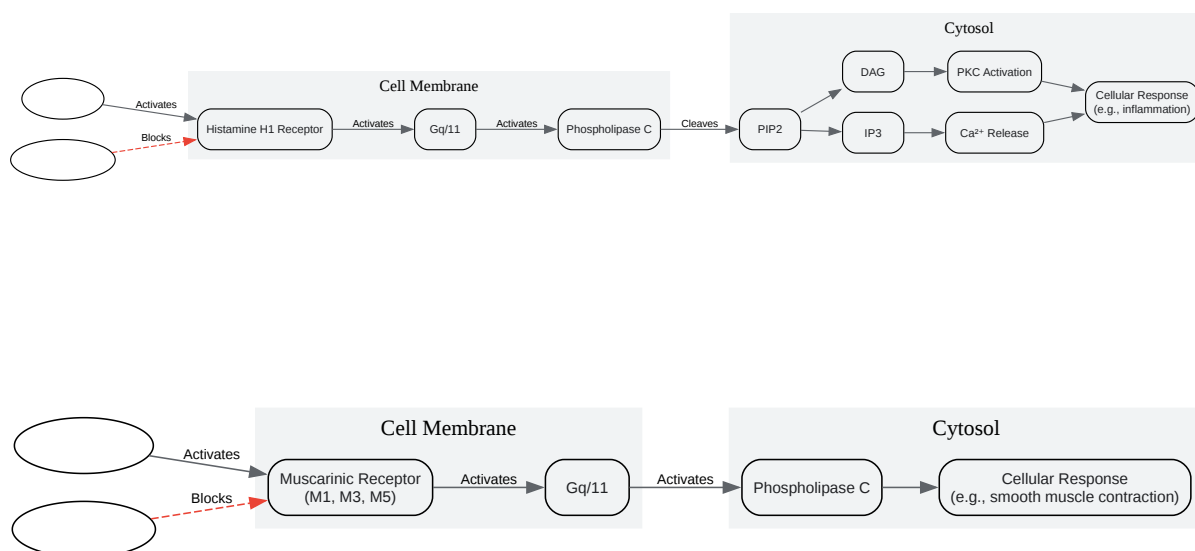 Cytosol
Cell Membrane
DAG
PKC Activation
Cellular Response
(e.g., inflammation)
Activates
Histamine H1 Receptor
Activates
Gq/11
Activates
Phospholipase C
Cleaves
PIP2
IP3
Ca²⁺ Release
Blocks
Cell Membrane
Cytosol
Activates
Muscarinic Receptor
(M1, M3, M5)
Activates
Gq/11
Activates
Phospholipase C
Cellular Response
(e.g., smooth muscle contraction)
Blocks